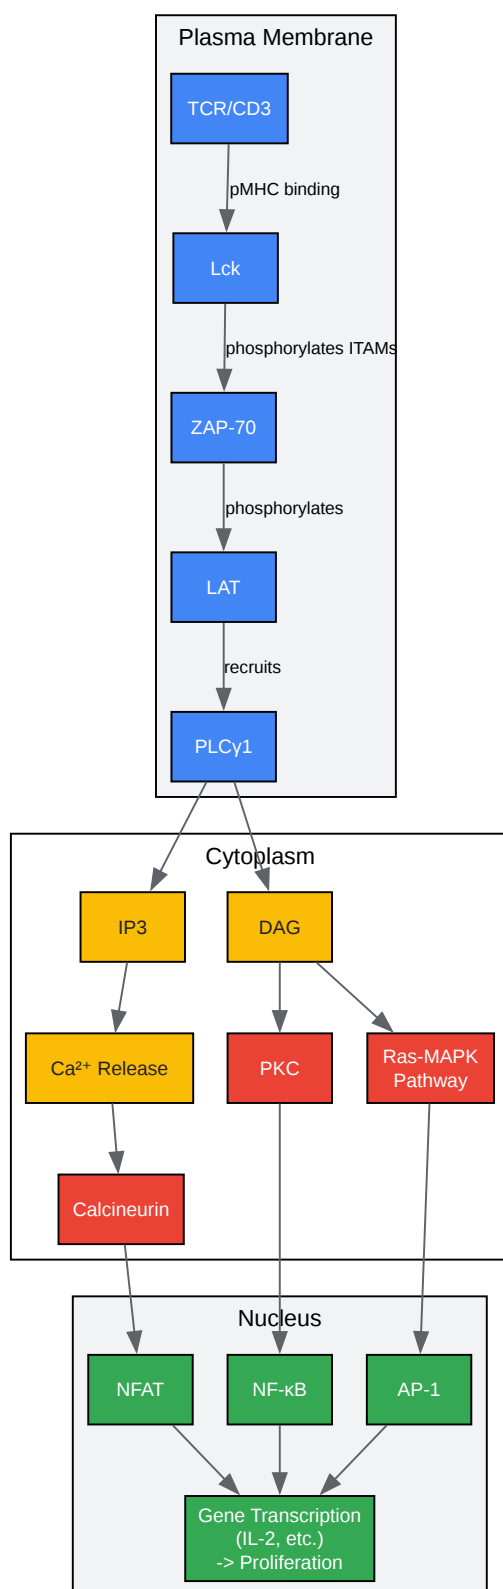 Plasma Membrane
TCR/CD3
pMHC binding
Lck
phosphorylates ITAMs
ZAP-70
phosphorylates
LAT
recruits
PLCγ1
Cytoplasm
IP3
DAG
Ca²⁺ Release
PKC
Ras-MAPK
Pathway
Calcineurin
Nucleus
NFAT
NF-κB
AP-1
Gene Transcription
(IL-2, etc.)
-> Proliferation